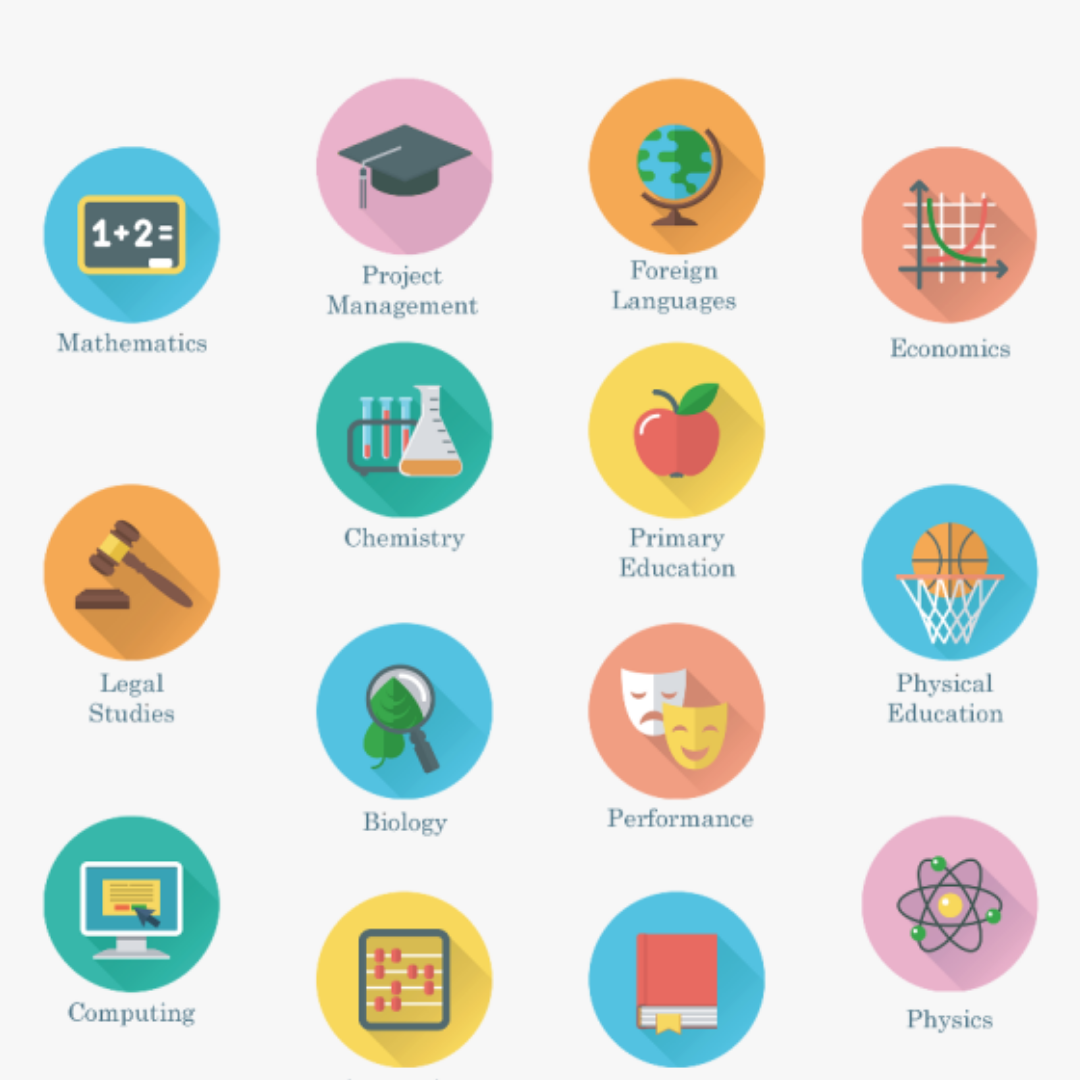 1+2=
Project
Management
Foreign
Languages
Mathematics
Economics
Chemistry
Primary
Education
Legal
Studies
Physical
Education
Biology
Performance
Computing
Physics